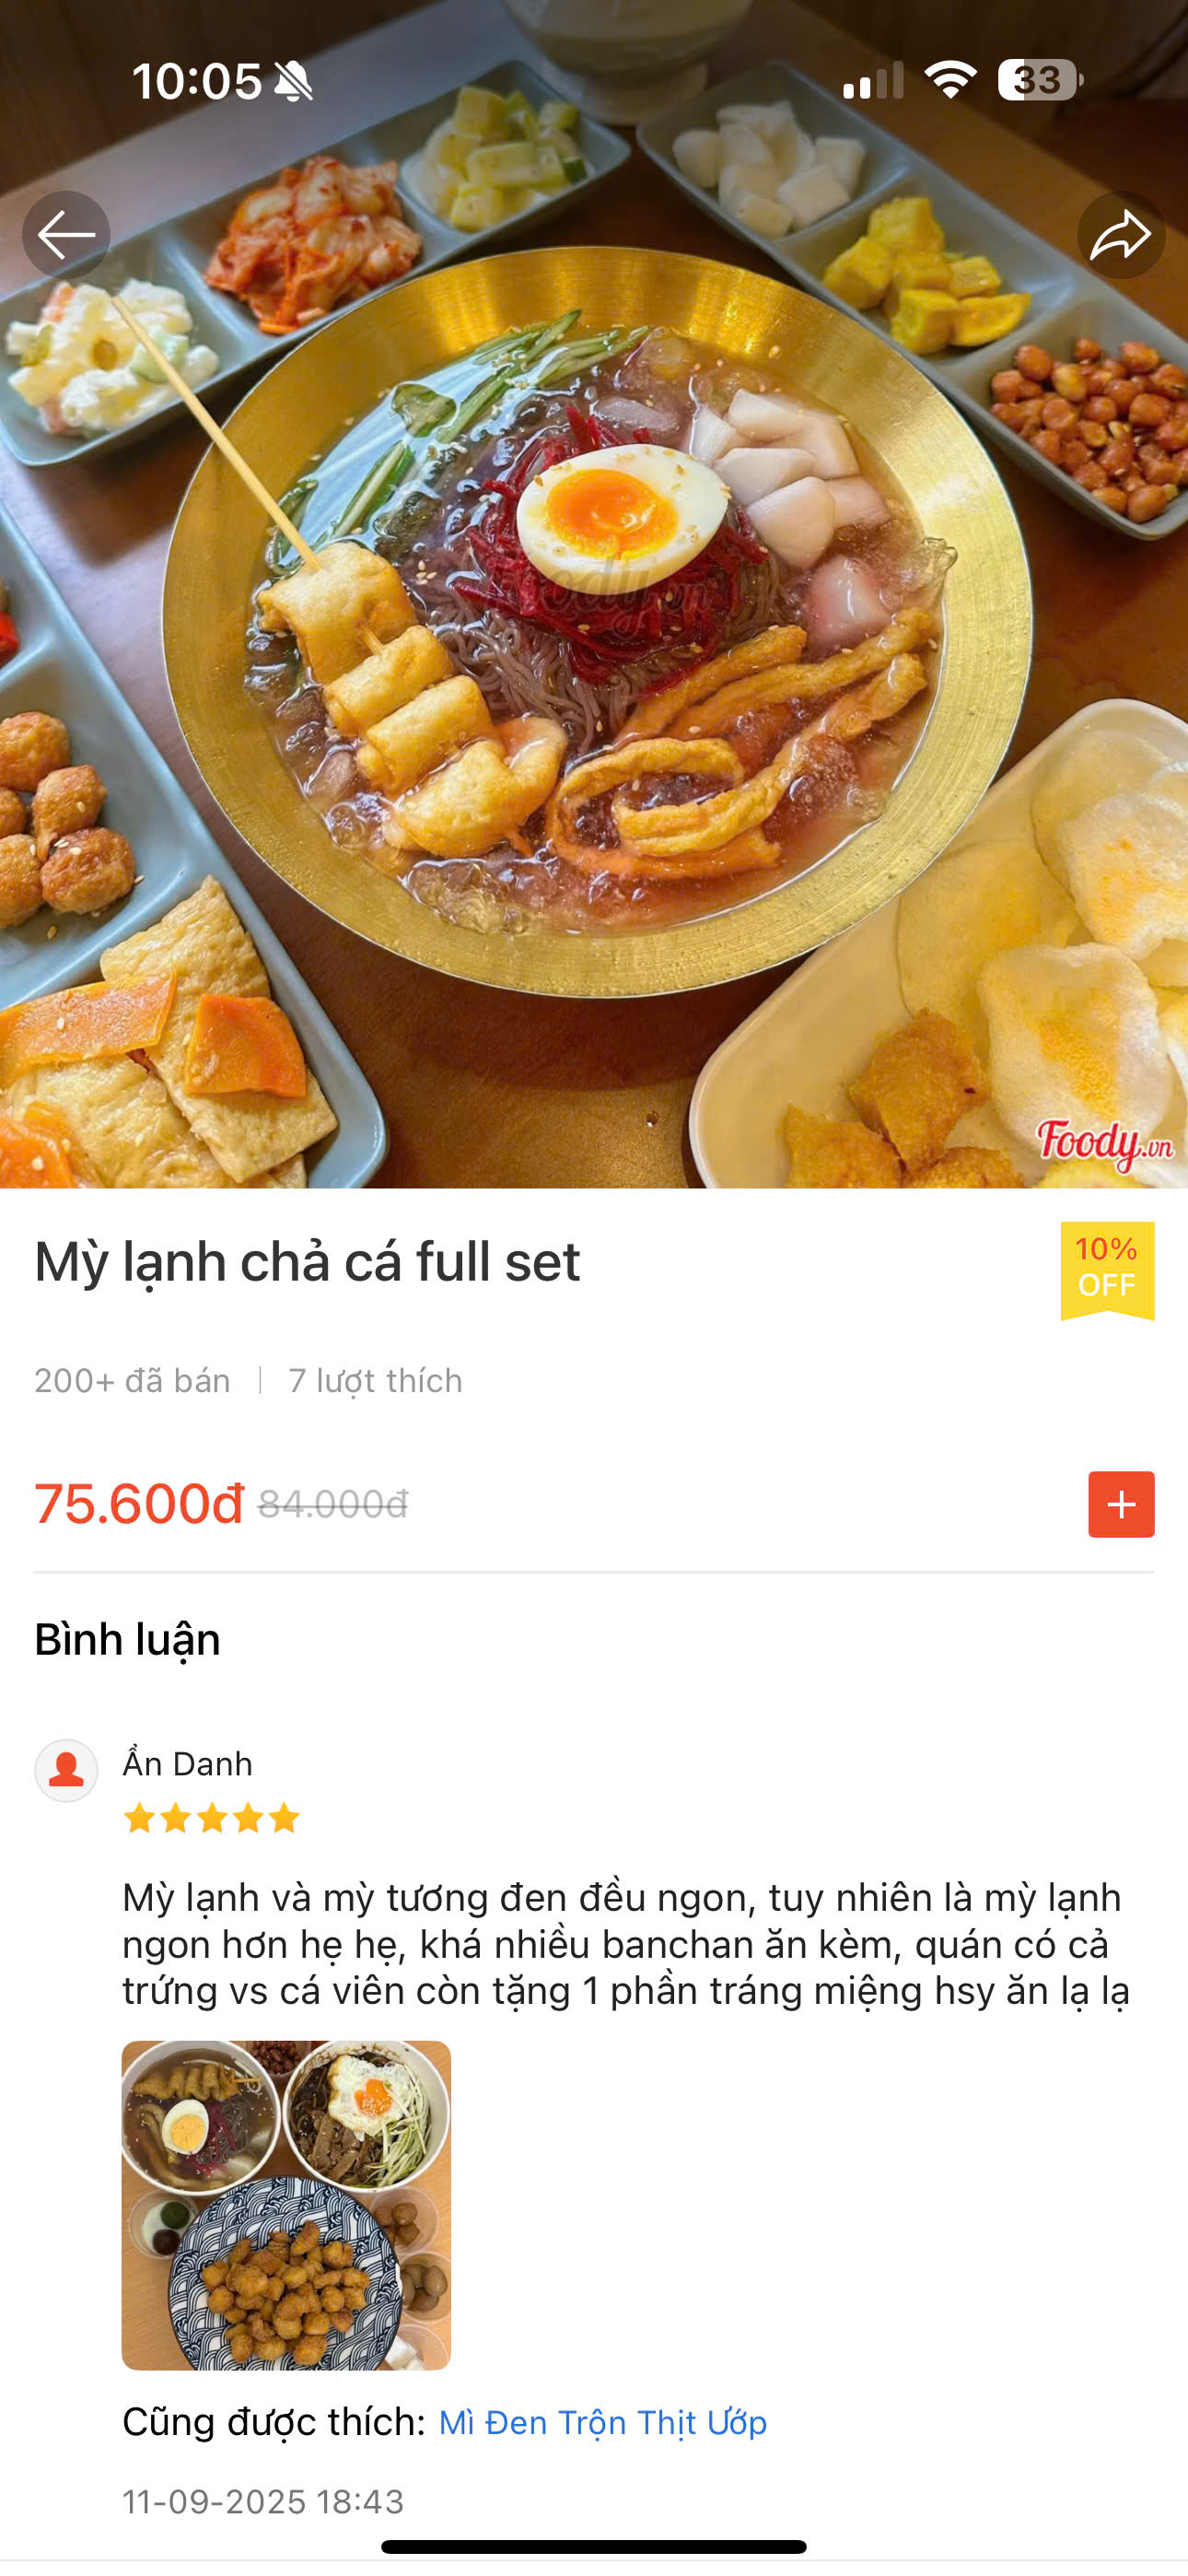 10:05
33
Foody.vn
Mỳ lạnh chả cá full set
10%
OFF
200+ đã bán | 7 lượt thích
75.600đ 84.000đ
Bình luận
Ẩn Danh
Mỳ lạnh và mỳ tương đen đều ngon, tuy nhiên là mỳ lạnh
ngon hơn hẹ hẹ, khá nhiều banchan ăn kèm, quán có cả
trứng vs cá viên còn tặng 1 phần tráng miệng hsy ăn lạ lạ
Cũng được thích: Mì Đen Trộn Thịt Ướp
11-09-2025 18:43